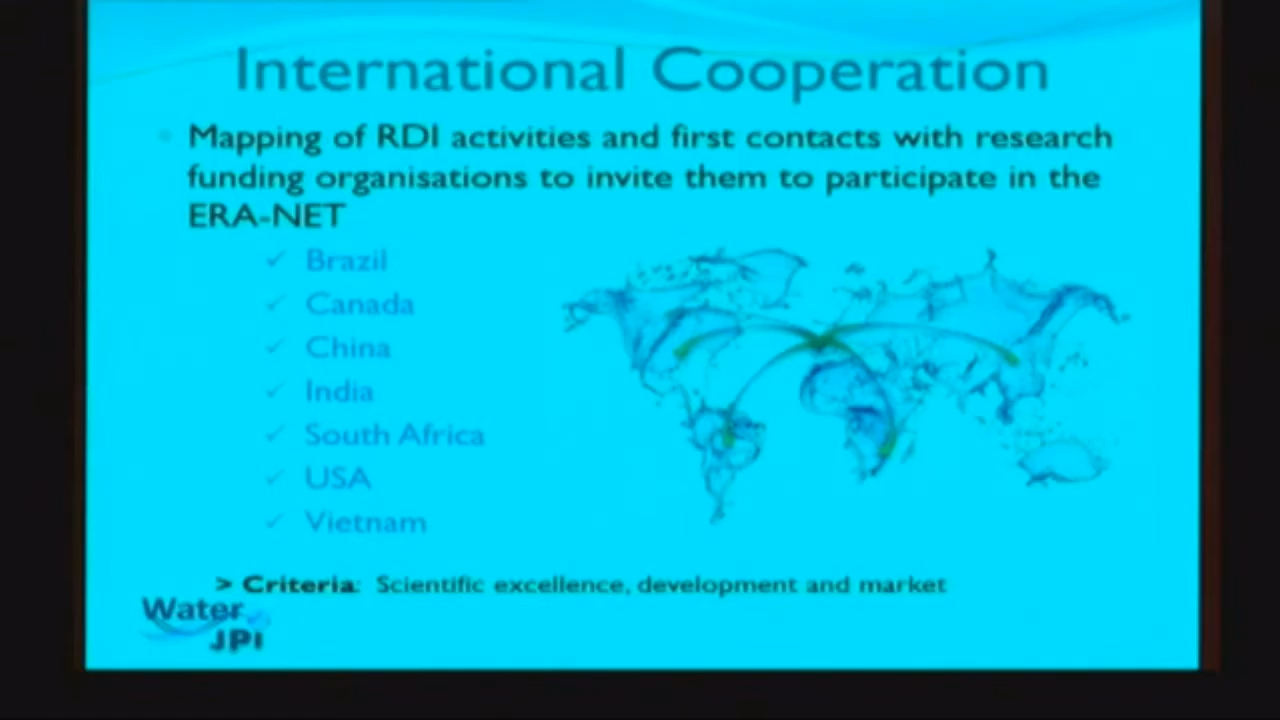 International Cooperation
Mapping of RDI activities and first contacts with research
funding organisations to invite them to participate in the
ERA-NET
✓ Brazil
✓ Canada
✓ China
✓ India
✓ South Africa
✓ USA
✓ Vietnam
> Criteria: Scientific excellence, development and market
Water
JPI